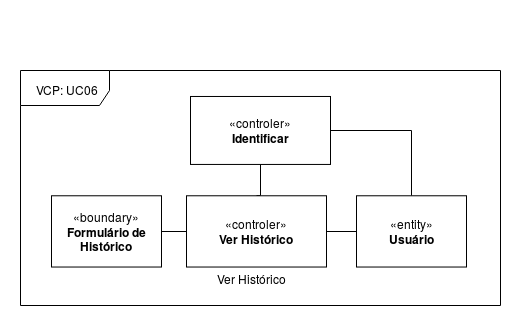 VCP: UC06
«controler»
Identificar
«boundary»
Formulário de
Histórico
«controler»
Ver Histórico
«entity»
Usuário
Ver Histórico